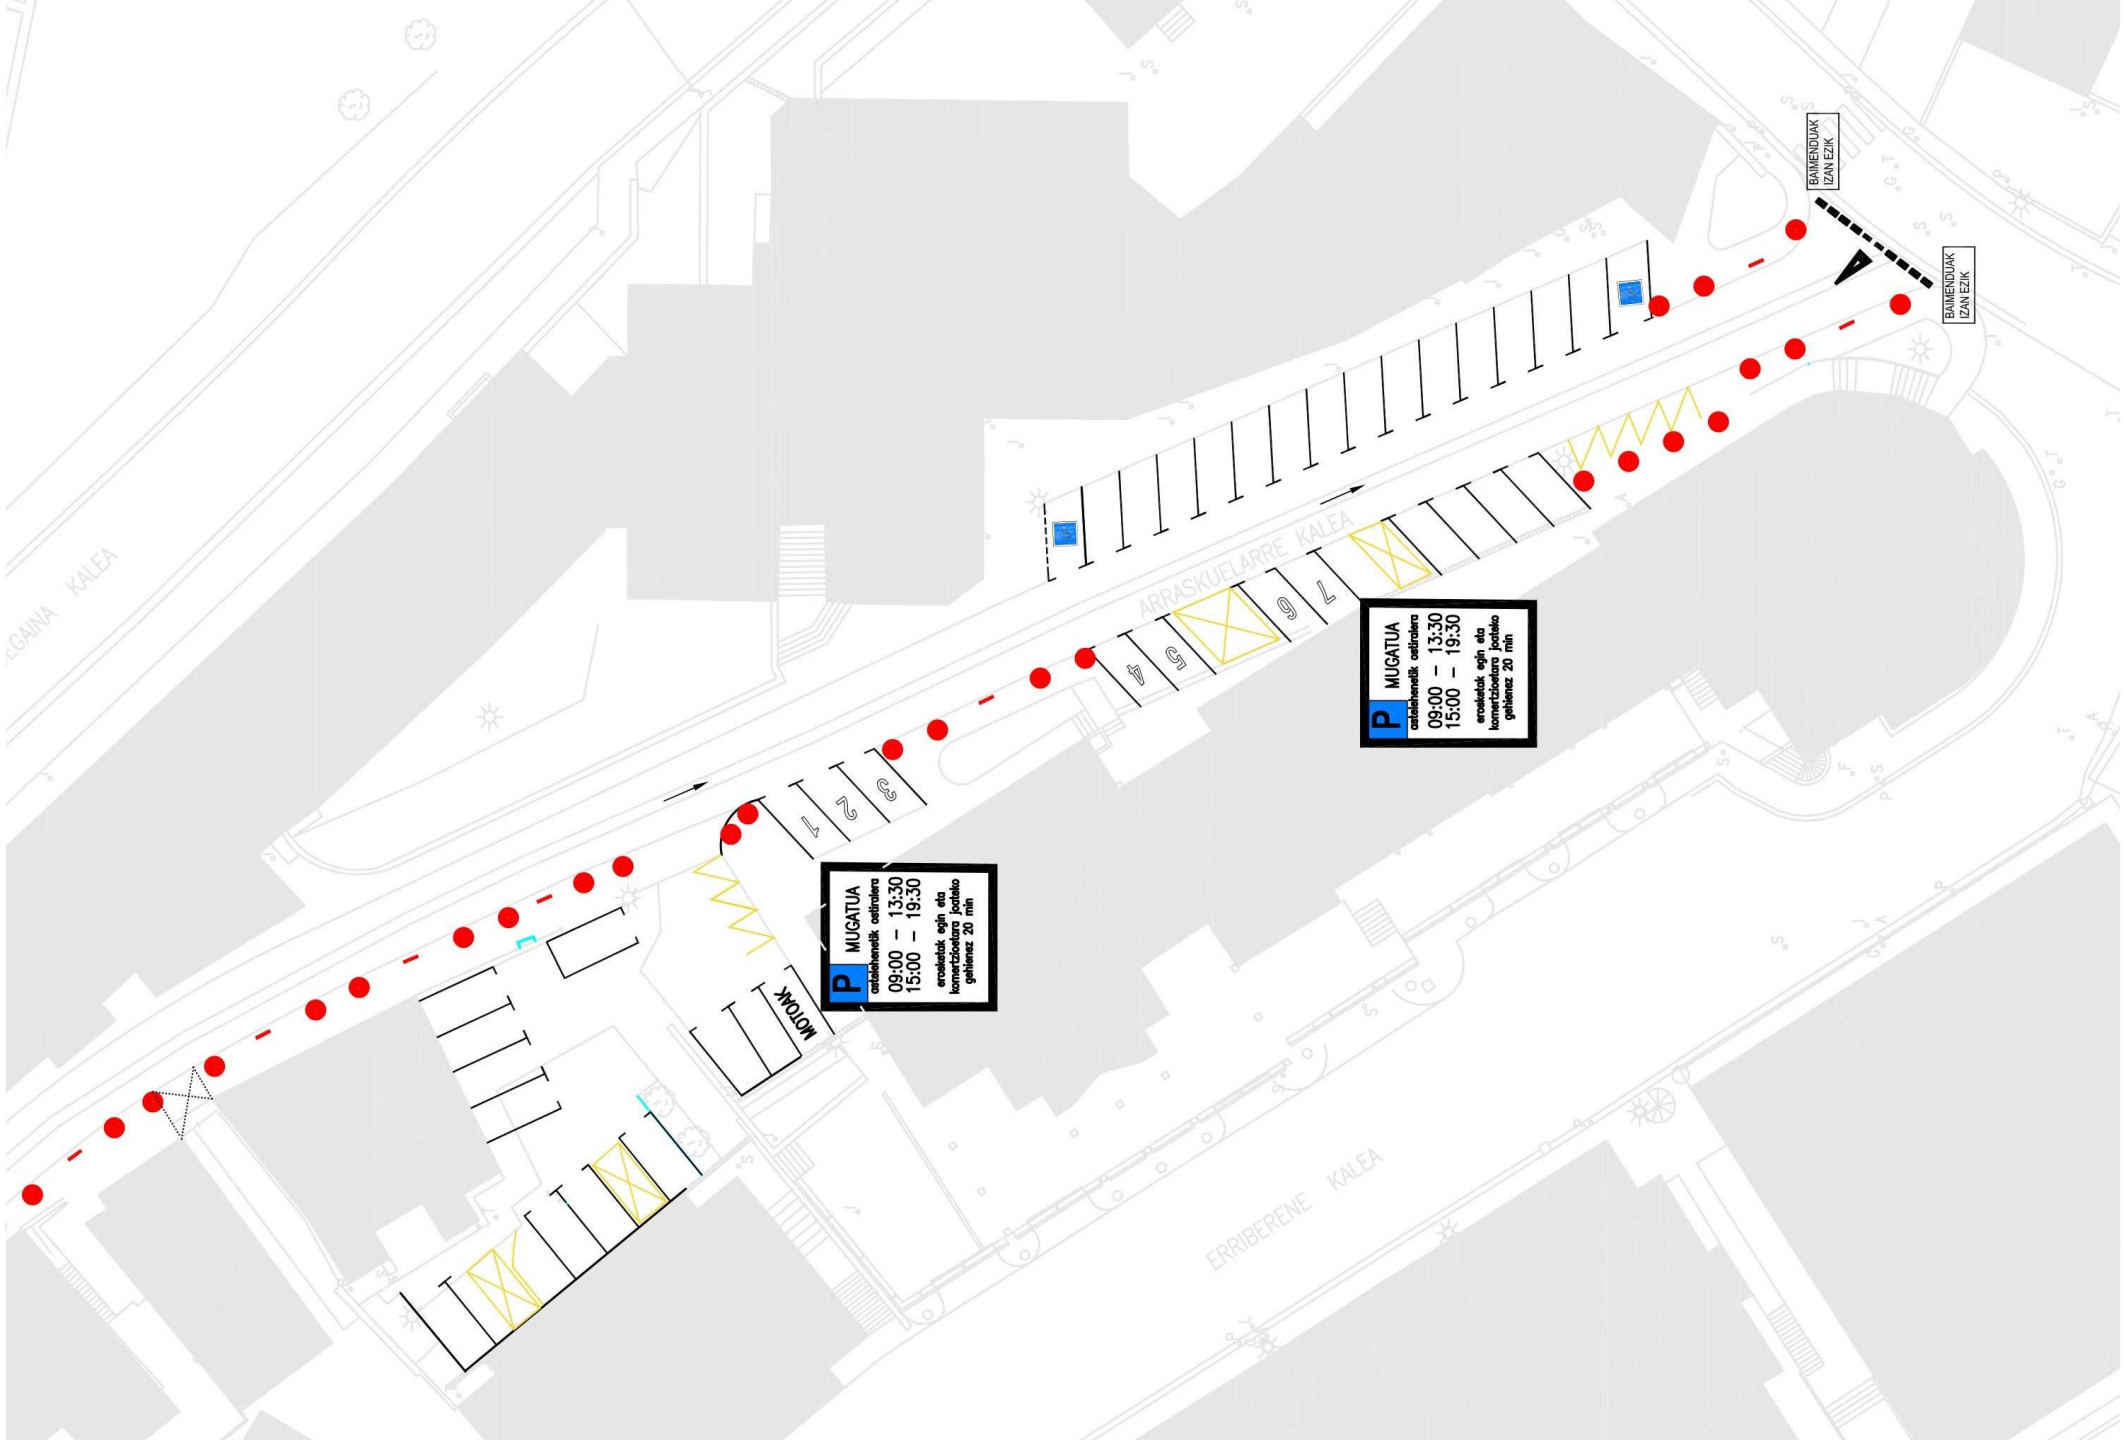 EGAINA KALEA
BAIMENDUAK
IZAN EZIK
BAIMENDUAK
IZAN EZIK
ARRASKUELARRE KALEA
1
2
3
4
5
6
7
P MUGATUA
astelehenetik ostiralera
09:00 - 13:30
15:00 - 19:30
erosketak egin eta
komertzioetara joateko
gehienez 20 min
P MUGATUA
astelehenetik ostiralera
09:00 - 13:30
15:00 - 19:30
erosketak egin eta
komertzioetara joateko
gehienez 20 min
MOTOAK
ERRIBERENE KALEA